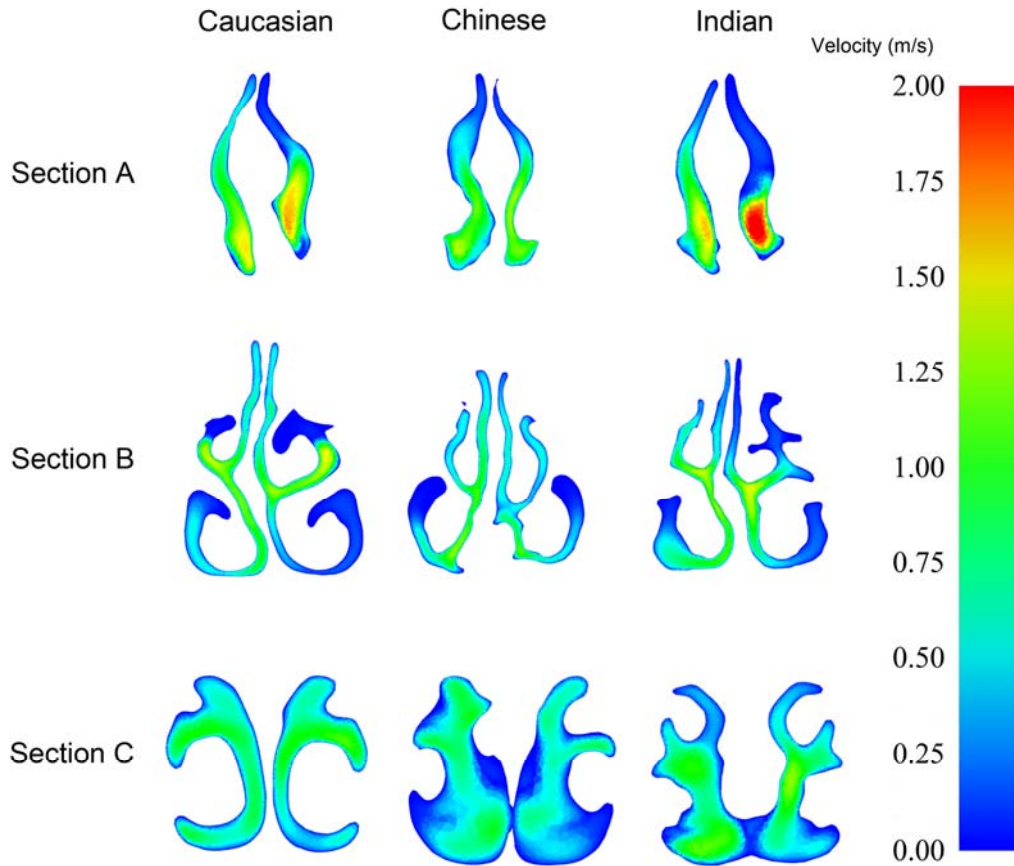 Caucasian Chinese Indian
Velocity (m/s)
2.00
Section A
1.75
1.50
1.25
Section B
1.00
0.75
0.50
Section C
0.25
0.00